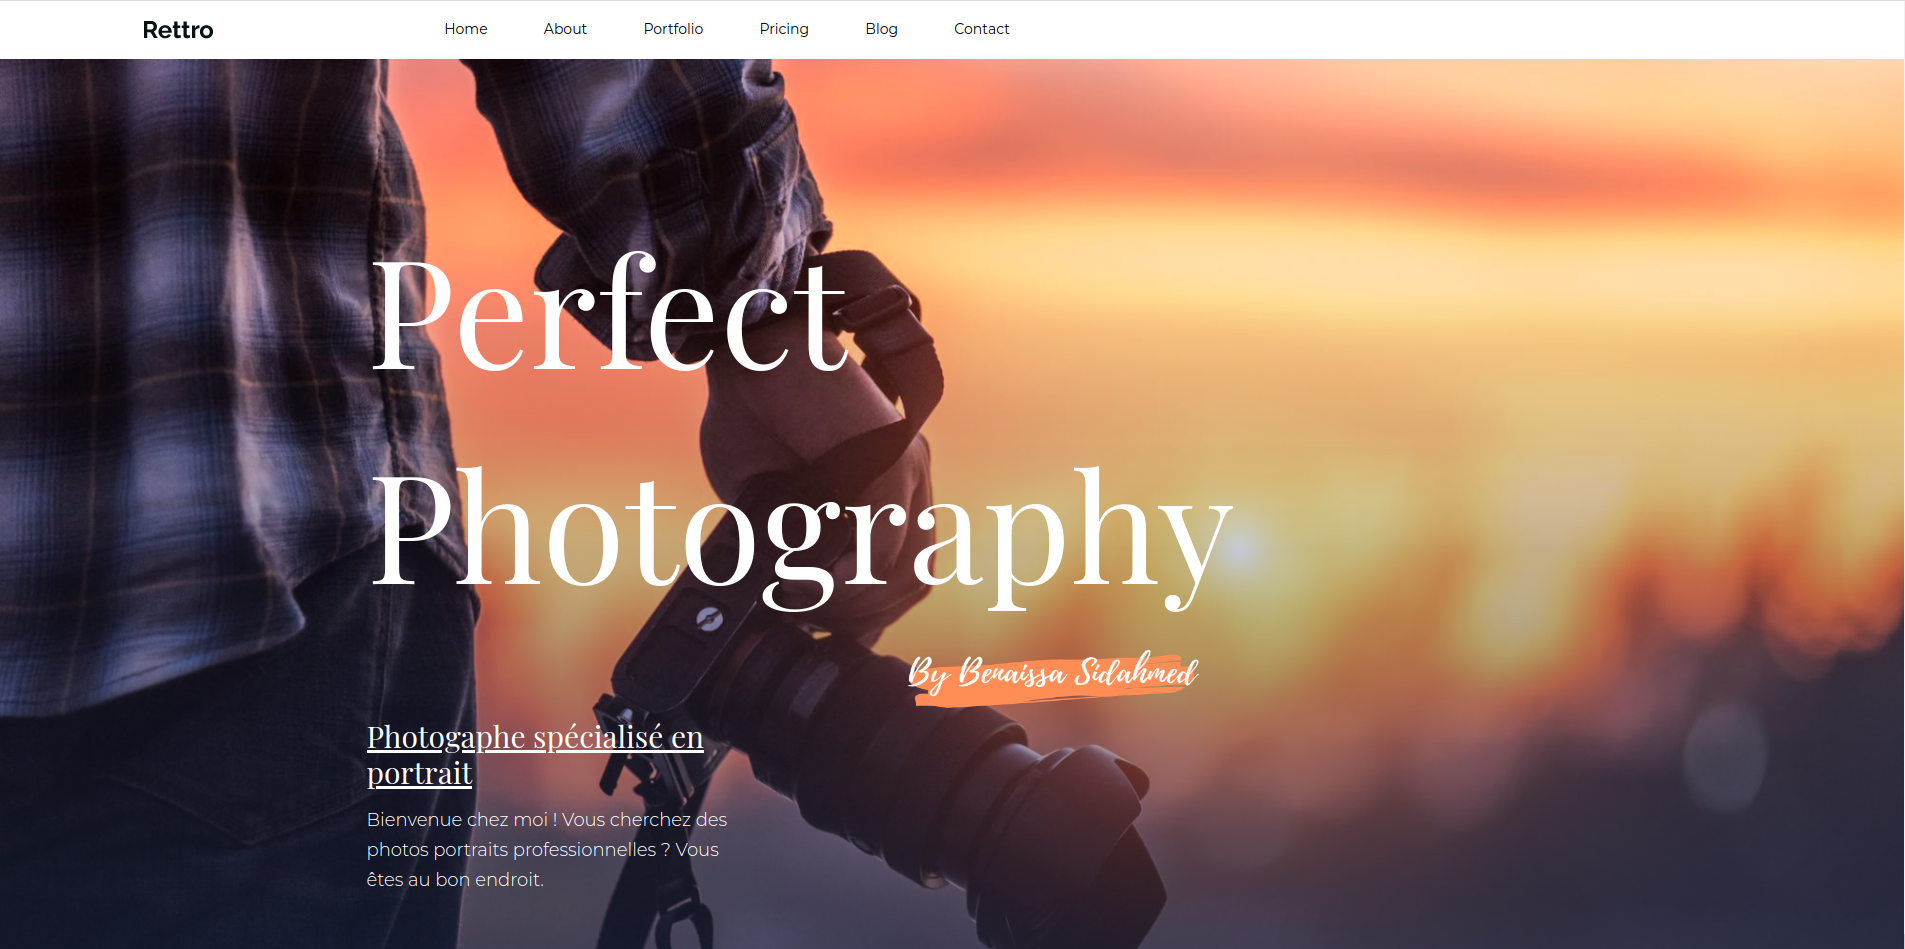 Rettro
Home About Portfolio Pricing Blog Contact
Perfect
Photography
By Benaissa Sidahmed
Photogaphe spécialisé en
portrait
Bienvenue chez moi ! Vous cherchez des
photos portraits professionnelles ? Vous
êtes au bon endroit.